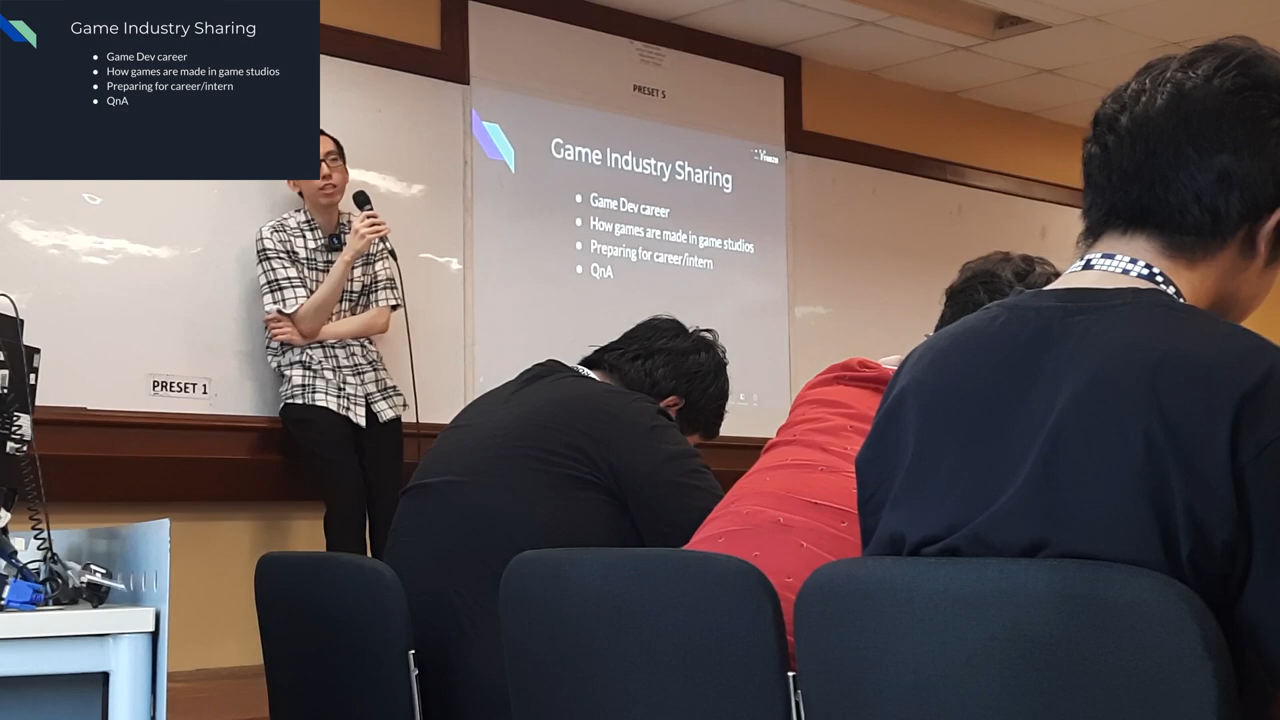 Game Industry Sharing
● Game Dev career
● How games are made in game studios
● Preparing for career/intern
● QnA
PRESET 5
Game Industry Sharing
● Game Dev career
● How games are made in game studios
● Preparing for career/intern
● QnA
PRESET 1